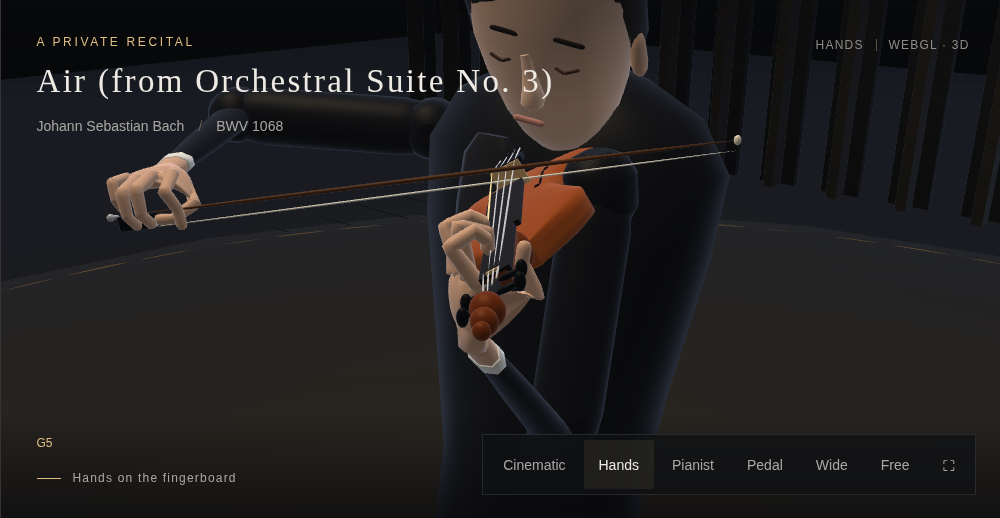 A PRIVATE RECITAL
HANDS | WEBGL · 3D
Air (from Orchestral Suite No. 3)
Johann Sebastian Bach / BWV 1068
G5
Hands on the fingerboard
Cinematic Hands Pianist Pedal Wide Free